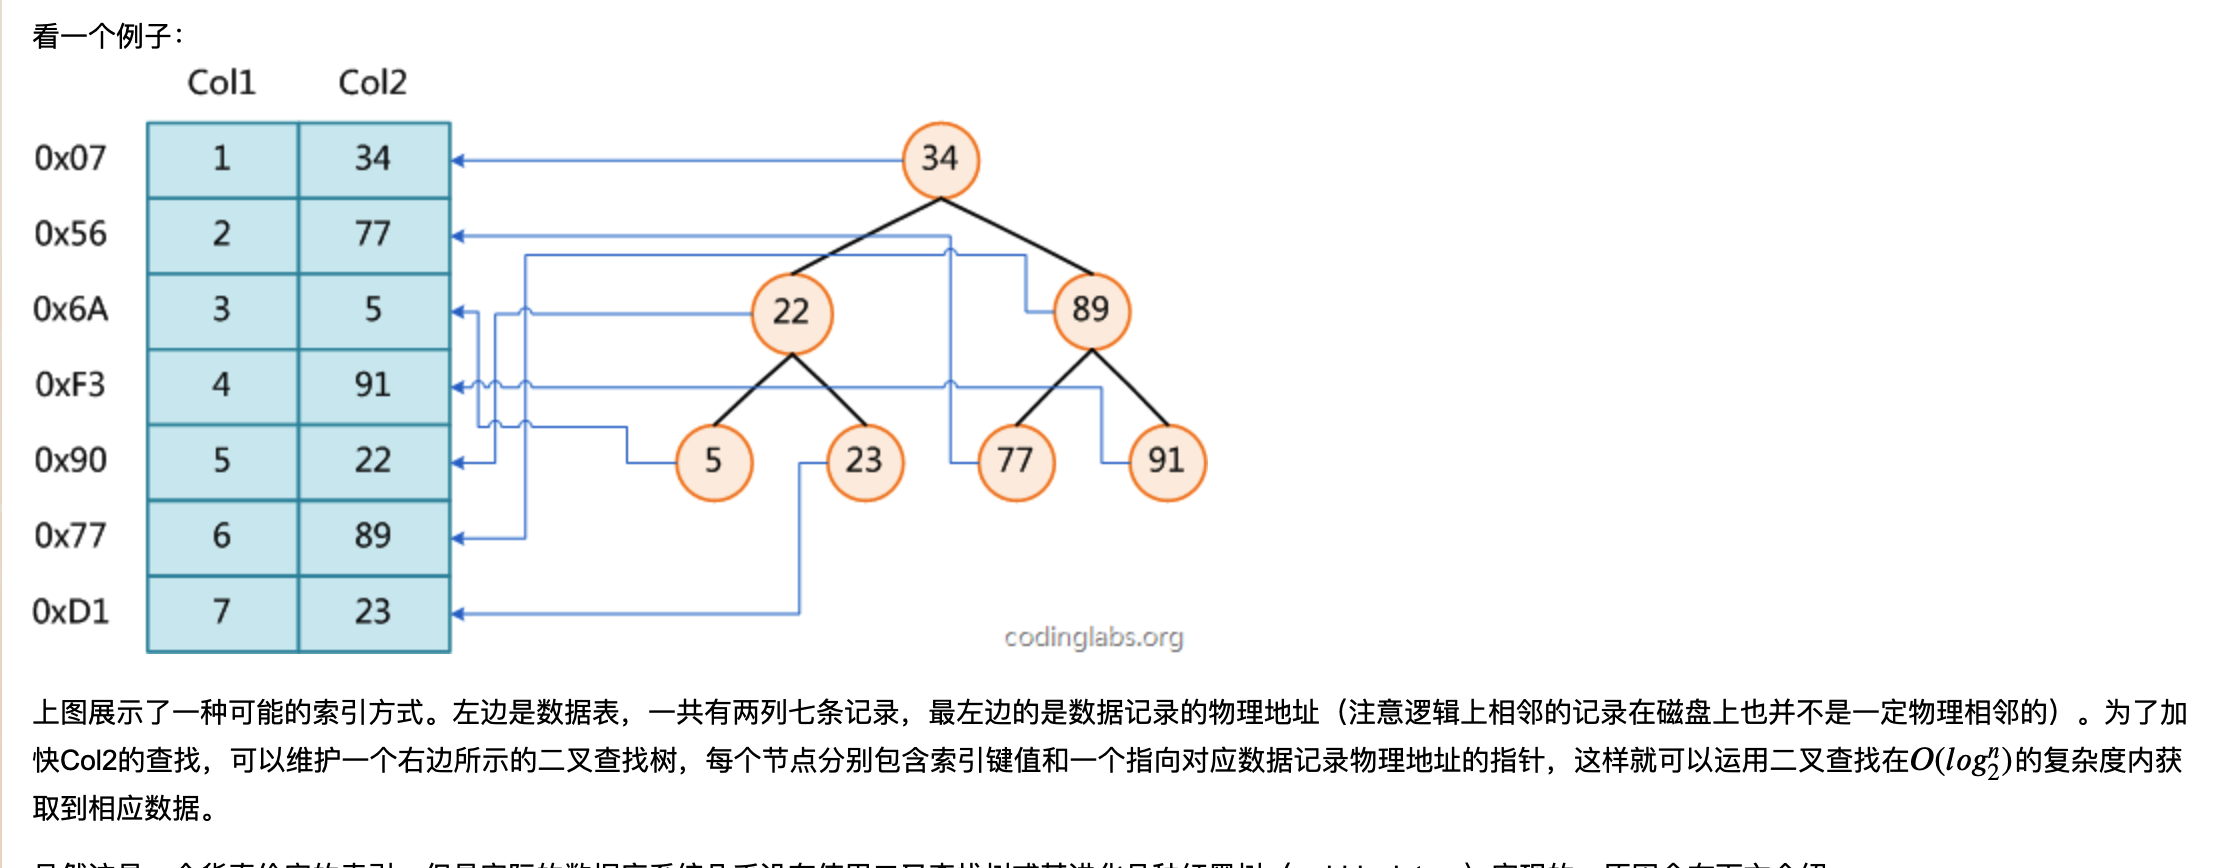 看一个例子：
Col1 Col2
0x07 1 34
0x56 2 77
0x6A 3 5
0xF3 4 91
0x90 5 22
0x77 6 89
0xD1 7 23
34
22 89
5 23 77 91
codinglabs.org
上图展示了一种可能的索引方式。左边是数据表，一共有两列七条记录，最左边的是数据记录的物理地址（注意逻辑上相邻的记录在磁盘上也并不是一定物理相邻的）。为了加
快Col2的查找，可以维护一个右边所示的二叉查找树，每个节点分别包含索引键值和一个指向对应数据记录物理地址的指针，这样就可以运用二叉查找在O(log₂ⁿ)的复杂度内获
取到相应数据。